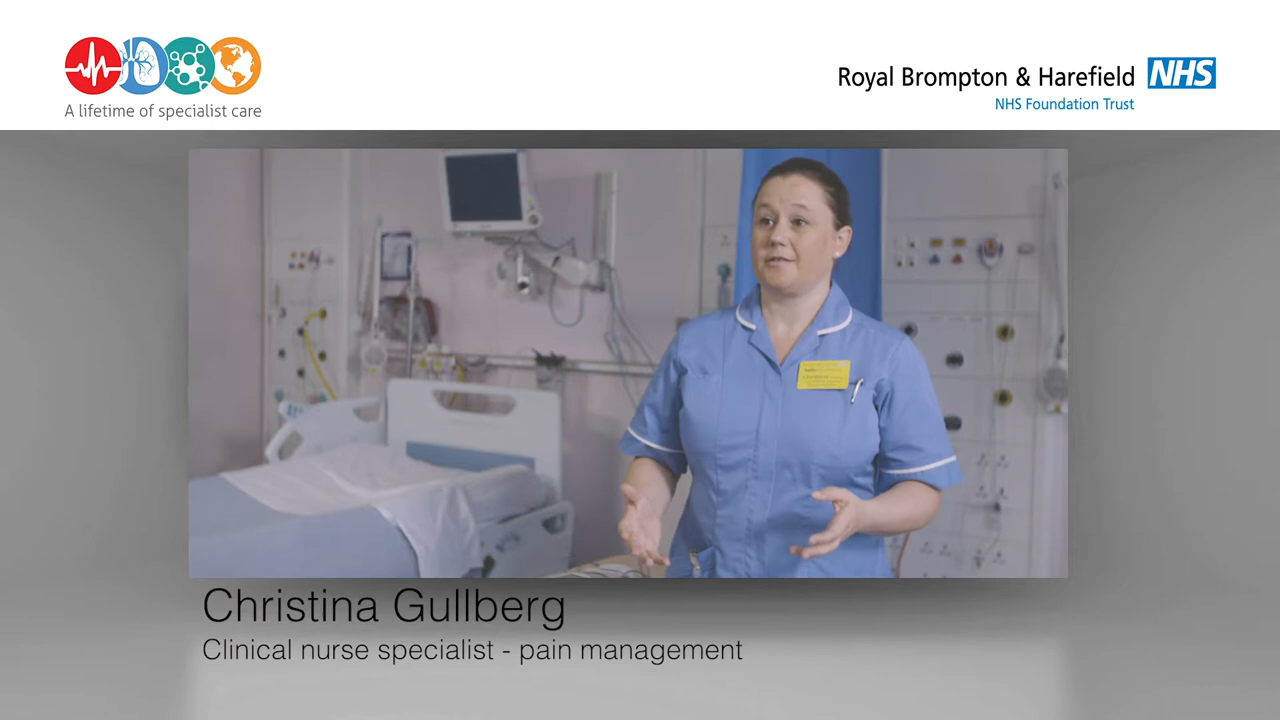 A lifetime of specialist care
Royal Brompton & Harefield NHS
NHS Foundation Trust
Christina Gullberg
Clinical nurse specialist - pain management